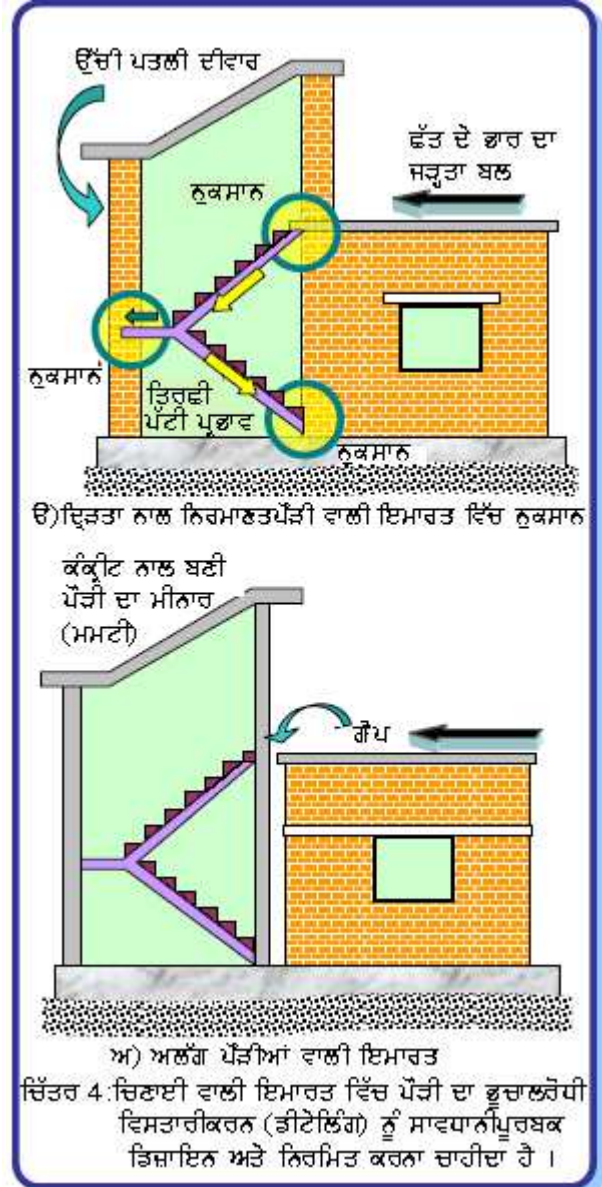 ਉੱਚੀ ਪਤਲੀ ਦੀਵਾਰ
ਛੱਤ ਦੇ ਭਾਰ ਦਾ
ਜੜ੍ਹਤਾ ਬਲ
ਨੁਕਸਾਨ
ਨੁਕਸਾਨ
ਤਿਰਛੀ
ਪੱਟੀ ਪ੍ਰਭਾਵ
ਨੁਕਸਾਨ
ੳ)ਦ੍ਰਿੜਤਾ ਨਾਲ ਨਿਰਮਾਣਤਪੌੜੀ ਵਾਲੀ ਇਮਾਰਤ ਵਿੱਚ ਨੁਕਸਾਨ
ਕੰਕ੍ਰੀਟ ਨਾਲ ਬਣੀ
ਪੌੜੀ ਦਾ ਮੀਨਾਰ
(ਮਮਟੀ)
ਗੈਪ
ਅ) ਅਲੱਗ ਪੌੜੀਆਂ ਵਾਲੀ ਇਮਾਰਤ
ਚਿੱਤਰ 4:ਚਿਣਾਈ ਵਾਲੀ ਇਮਾਰਤ ਵਿੱਚ ਪੌੜੀ ਦਾ ਭੂਚਾਲਰੋਧੀ
ਵਿਸਤਾਰੀਕਰਨ (ਡੀਟੇਲਿੰਗ) ਨੂੰ ਸਾਵਧਾਨੀਪੂਰਬਕ
ਡਿਜ਼ਾਇਨ ਅਤੇ ਨਿਰਮਿਤ ਕਰਨਾ ਚਾਹੀਦਾ ਹੈ ।